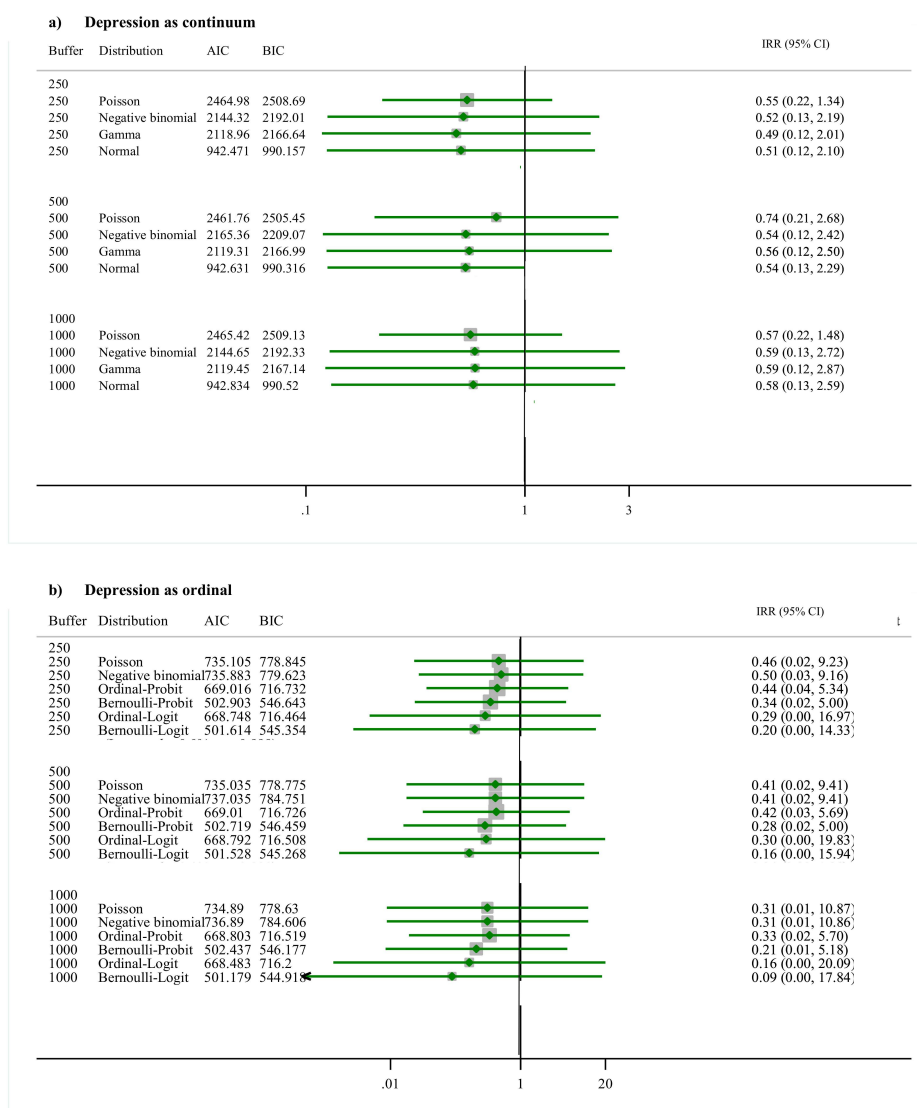 a) Depression as continuum
Buffer Distribution AIC BIC IRR (95% CI)
250
250 Poisson 2464.98 2508.69 0.55 (0.22, 1.34)
250 Negative binomial 2144.32 2192.01 0.52 (0.13, 2.19)
250 Gamma 2118.96 2166.64 0.49 (0.12, 2.01)
250 Normal 942.471 990.157 0.51 (0.12, 2.10)
500
500 Poisson 2461.76 2505.45 0.74 (0.21, 2.68)
500 Negative binomial 2165.36 2209.07 0.54 (0.12, 2.42)
500 Gamma 2119.31 2166.99 0.56 (0.12, 2.50)
500 Normal 942.631 990.316 0.54 (0.13, 2.29)
1000
1000 Poisson 2465.42 2509.13 0.57 (0.22, 1.48)
1000 Negative binomial 2144.65 2192.33 0.59 (0.13, 2.72)
1000 Gamma 2119.45 2167.14 0.59 (0.12, 2.87)
1000 Normal 942.834 990.52 0.58 (0.13, 2.59)
.1 1 3
b) Depression as ordinal
Buffer Distribution AIC BIC IRR (95% CI) t
250
250 Poisson 735.105 778.845 0.46 (0.02, 9.23)
250 Negative binomial 735.883 779.623 0.50 (0.03, 9.16)
250 Ordinal-Probit 669.016 716.732 0.44 (0.04, 5.34)
250 Bernoulli-Probit 502.903 546.643 0.34 (0.02, 5.00)
250 Ordinal-Logit 668.748 716.464 0.29 (0.00, 16.97)
250 Bernoulli-Logit 501.614 545.354 0.20 (0.00, 14.33)
500
500 Poisson 735.035 778.775 0.41 (0.02, 9.41)
500 Negative binomial 737.035 784.751 0.41 (0.02, 9.41)
500 Ordinal-Probit 669.01 716.726 0.42 (0.03, 5.69)
500 Bernoulli-Probit 502.719 546.459 0.28 (0.02, 5.00)
500 Ordinal-Logit 668.792 716.508 0.30 (0.00, 19.83)
500 Bernoulli-Logit 501.528 545.268 0.16 (0.00, 15.94)
1000
1000 Poisson 734.89 778.63 0.31 (0.01, 10.87)
1000 Negative binomial 736.89 784.606 0.31 (0.01, 10.86)
1000 Ordinal-Probit 668.803 716.519 0.33 (0.02, 5.70)
1000 Bernoulli-Probit 502.437 546.177 0.21 (0.01, 5.18)
1000 Ordinal-Logit 668.483 716.2 0.16 (0.00, 20.09)
1000 Bernoulli-Logit 501.179 544.918 0.09 (0.00, 17.84)
.01 1 20